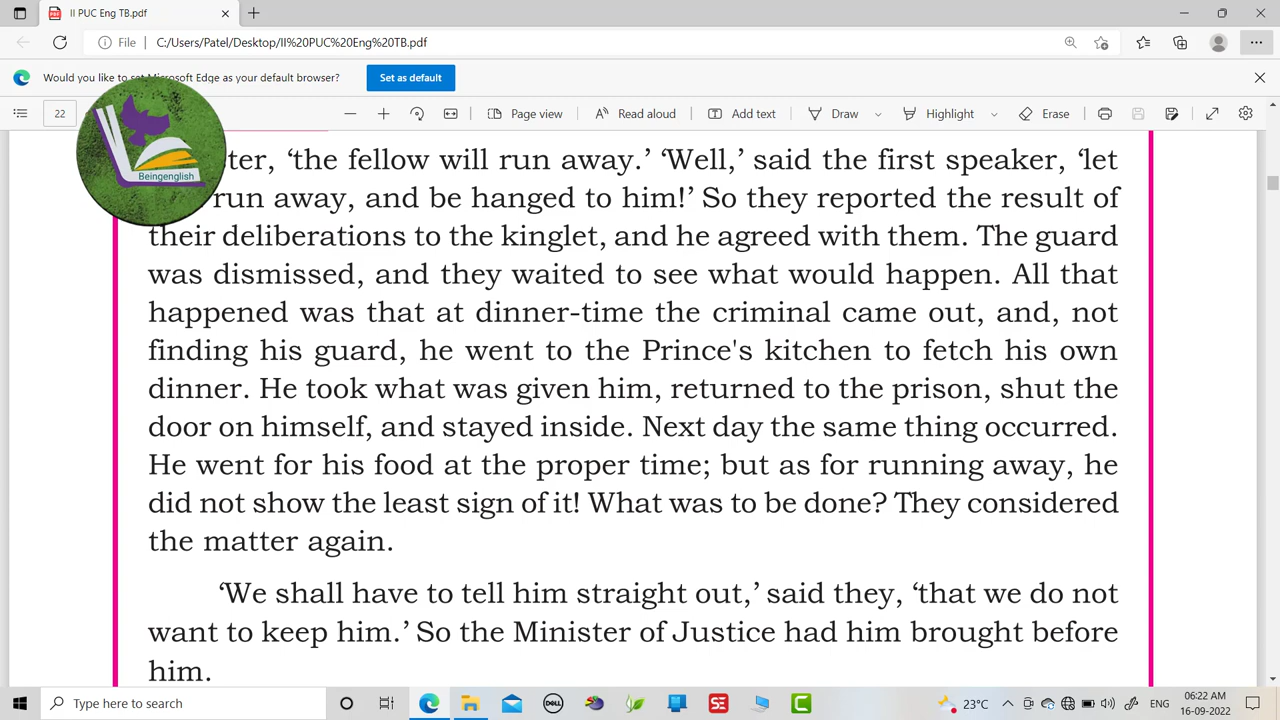 II PUC Eng TB.pdf
File C:/Users/Patel/Desktop/II%20PUC%20Eng%20TB.pdf
Would you like to set Microsoft Edge as your default browser? Set as default
22 Page view Read aloud Add text Draw Highlight Erase
Beingenglish
ter, ‘the fellow will run away.’ ‘Well,’ said the first speaker, ‘let
run away, and be hanged to him!’ So they reported the result of
their deliberations to the kinglet, and he agreed with them. The guard
was dismissed, and they waited to see what would happen. All that
happened was that at dinner-time the criminal came out, and, not
finding his guard, he went to the Prince's kitchen to fetch his own
dinner. He took what was given him, returned to the prison, shut the
door on himself, and stayed inside. Next day the same thing occurred.
He went for his food at the proper time; but as for running away, he
did not show the least sign of it! What was to be done? They considered
the matter again.
‘We shall have to tell him straight out,’ said they, ‘that we do not
want to keep him.’ So the Minister of Justice had him brought before
him.
Type here to search
DELL
SE
C
23°C
ENG
06:22 AM
16-09-2022